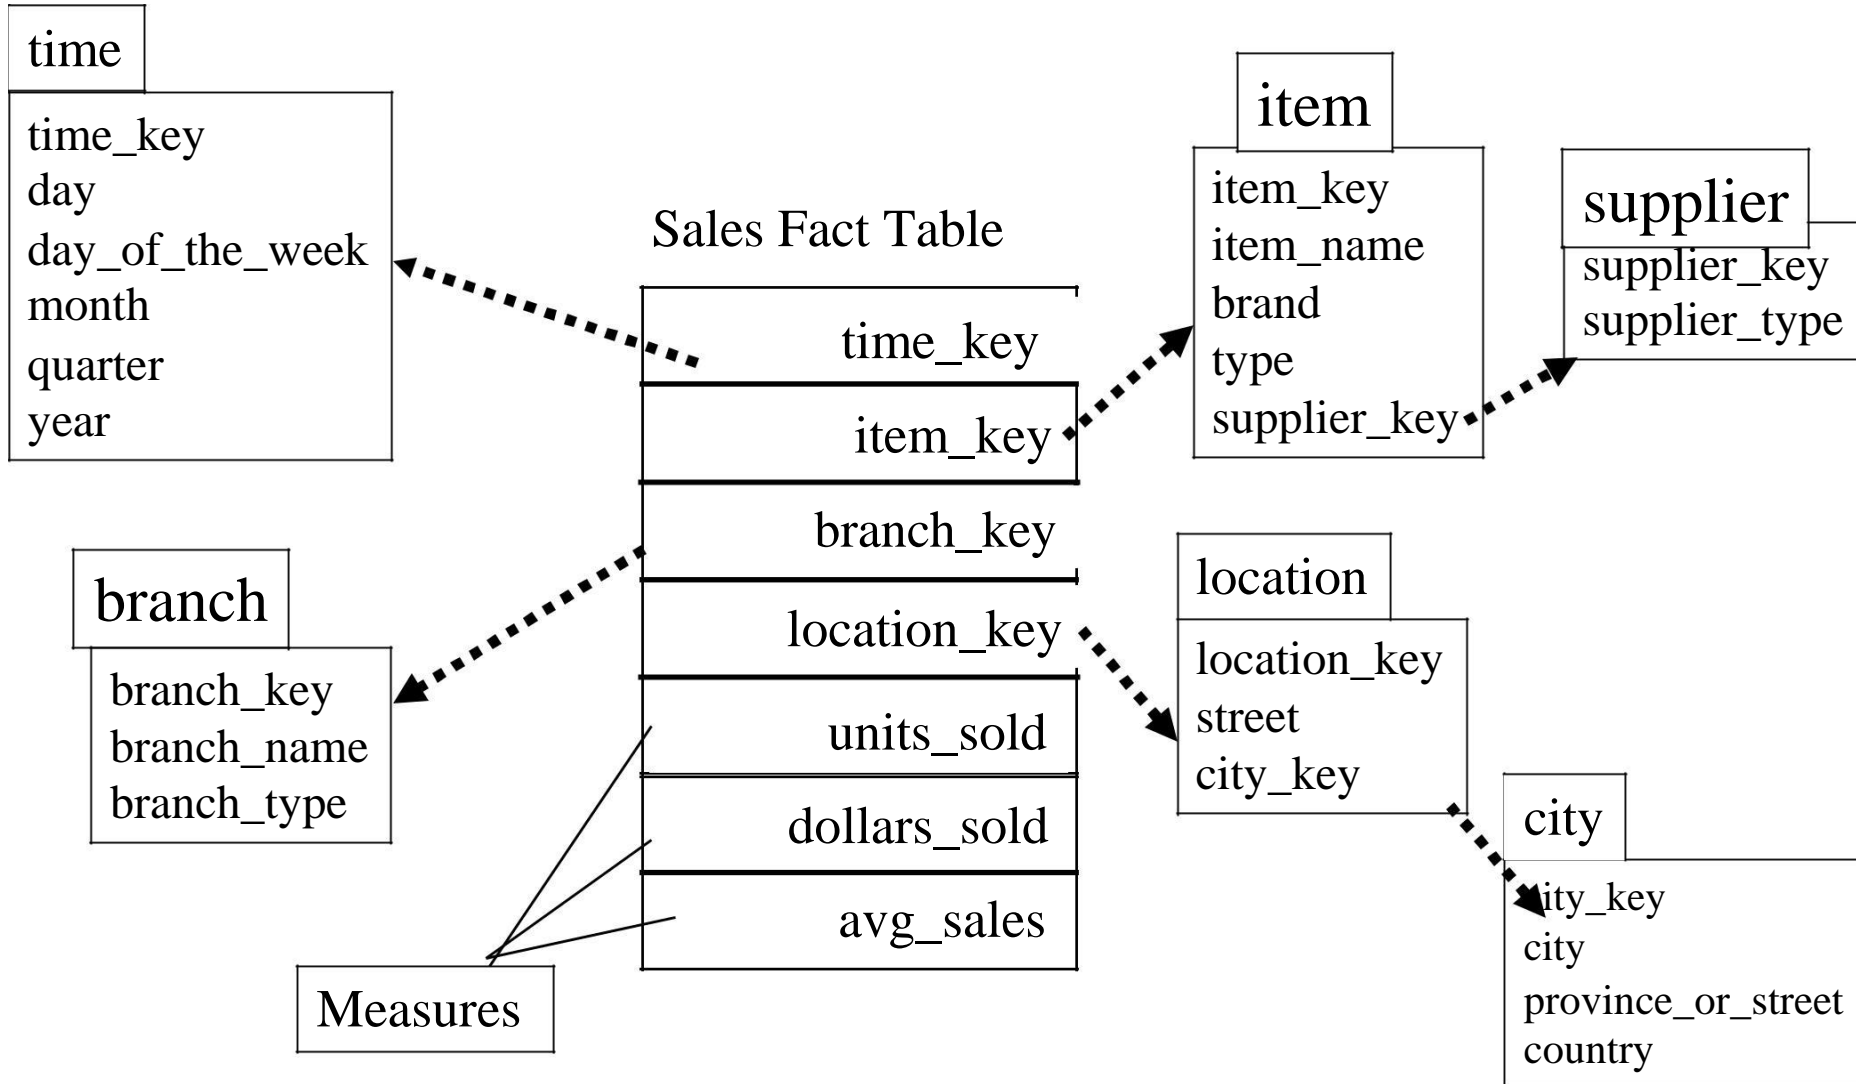 time
time_key
day
day_of_the_week
month
quarter
year
Sales Fact Table
time_key
item_key
branch_key
location_key
units_sold
dollars_sold
avg_sales
item
item_key
item_name
brand
type
supplier_key
supplier
supplier_key
supplier_type
branch
branch_key
branch_name
branch_type
location
location_key
street
city_key
city
city_key
city
province_or_street
country
Measures